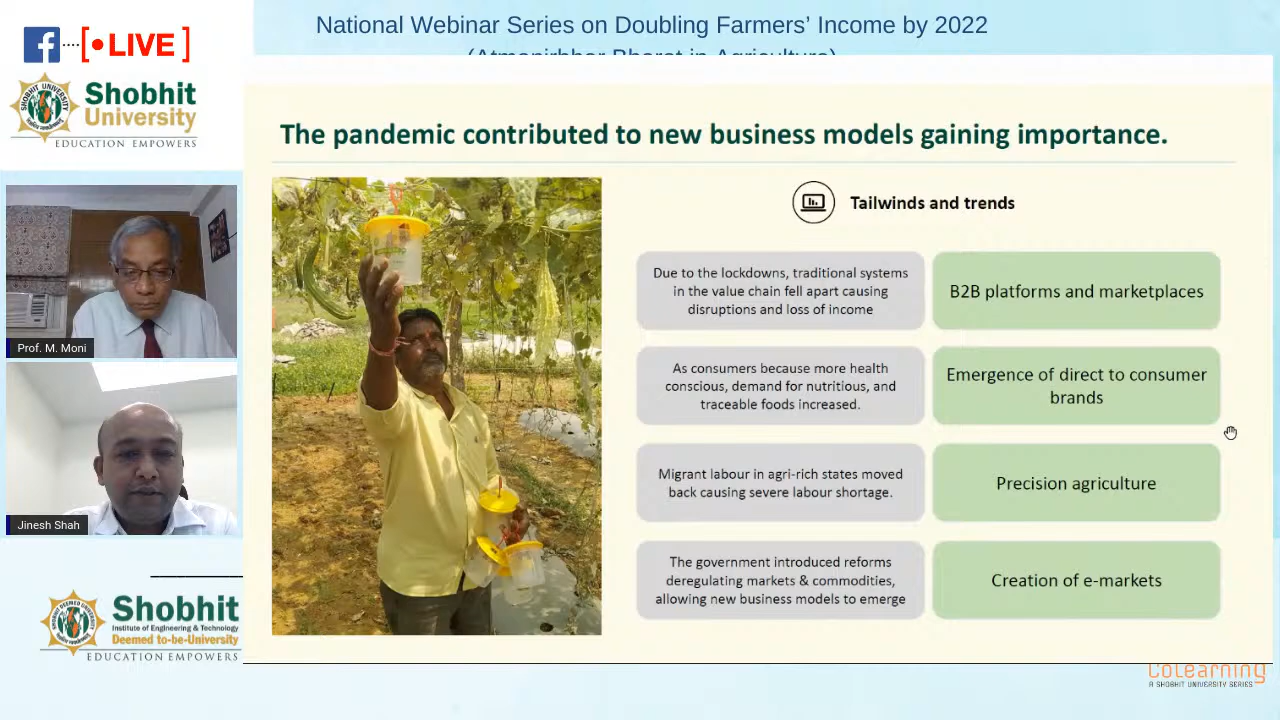 National Webinar Series on Doubling Farmers' Income by 2022
(Atmanirbhar Bharat in Agriculture)
f
[•LIVE]
SHOBHIT UNIVERSITY
Shobhit
University
EDUCATION EMPOWERS
The pandemic contributed to new business models gaining importance.
Tailwinds and trends
Due to the lockdowns, traditional systems
in the value chain fell apart causing
disruptions and loss of income
B2B platforms and marketplaces
As consumers because more health
conscious, demand for nutritious, and
traceable foods increased.
Emergence of direct to consumer
brands
Migrant labour in agri-rich states moved
back causing severe labour shortage.
Precision agriculture
The government introduced reforms
deregulating markets & commodities,
allowing new business models to emerge
Creation of e-markets
Prof. M. Moni
Jinesh Shah
Shobhit
Institute of Engineering & Technology
Deemed to-be-University
EDUCATION EMPOWERS
CoLearning
A SHOBHIT UNIVERSITY SERIES